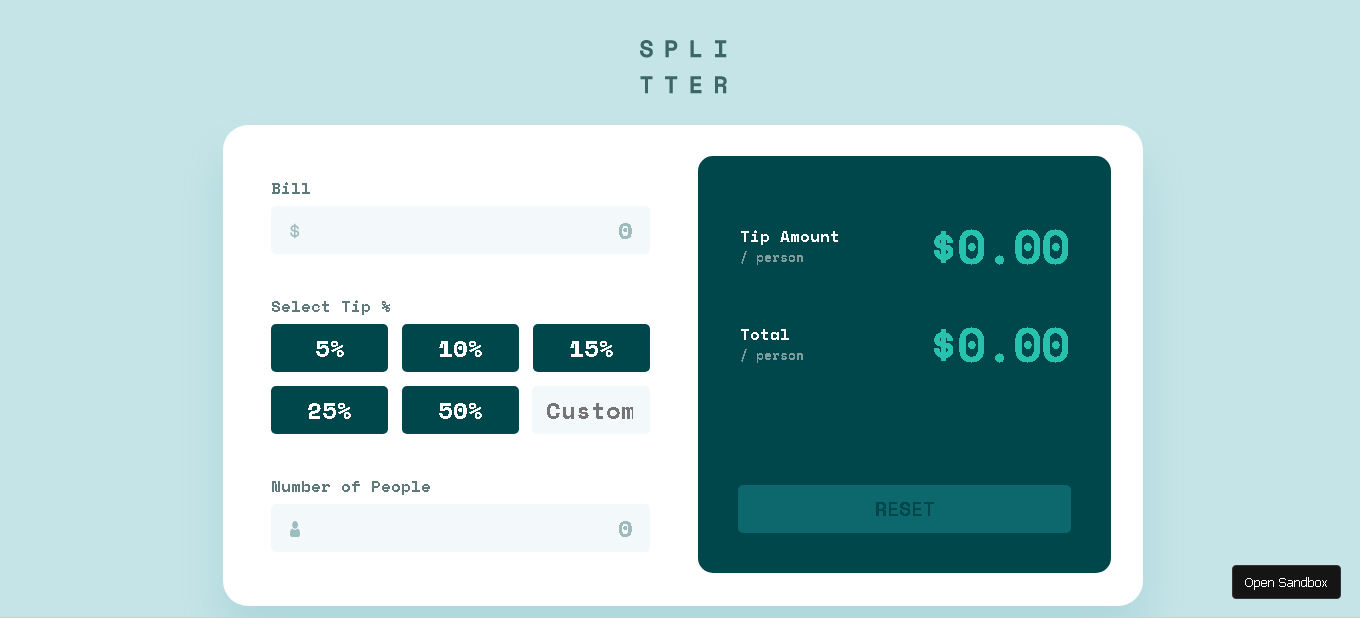 SPLI
TTER
Bill
$ 0
Select Tip %
5% 10% 15%
25% 50% Custom
Number of People
0
Tip Amount
/ person
$0.00
Total
/ person
$0.00
RESET
Open Sandbox